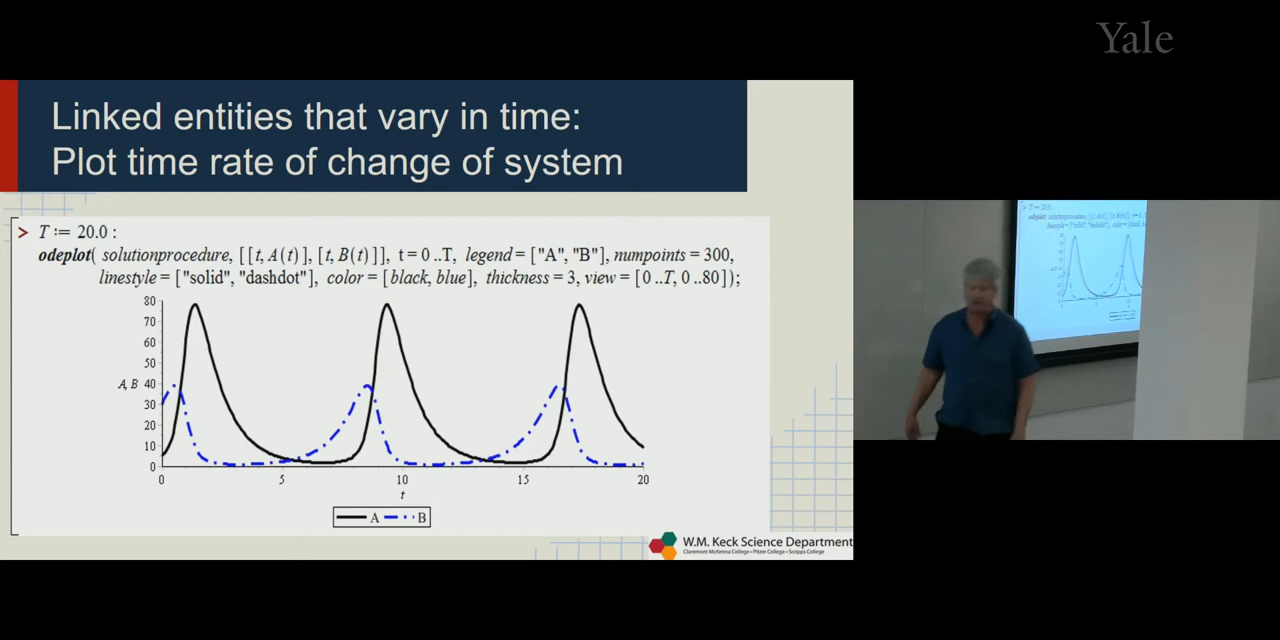 Yale
Linked entities that vary in time:
Plot time rate of change of system
> T := 20.0 :
odeplot( solutionprocedure, [[t, A(t)], [t, B(t)]], t = 0 ..T, legend = ["A", "B"], numpoints = 300,
linestyle = ["solid", "dashdot"], color = [black, blue], thickness = 3, view = [0 ..T, 0 ..80]);
80
70
60
50
A, B 40
30
20
10
0
0 5 10 15 20
t
A B
W.M. Keck Science Department
Claremont McKenna College • Pitzer College • Scripps College